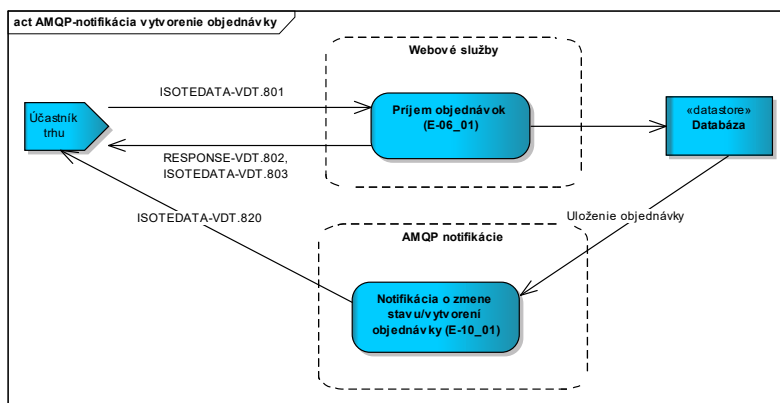 act AMQP-notifikácia vytvorenie objednávky
Webové služby
ISOTEDATA-VDT.801
Účastník
trhu
Príjem objednávok
(E-06_01)
«datastore»
Databáza
RESPONSE-VDT.802,
ISOTEDATA-VDT.803
ISOTEDATA-VDT.820
Uloženie objednávky
AMQP notifikácie
Notifikácia o zmene
stavu/vytvorení
objednávky (E-10_01)